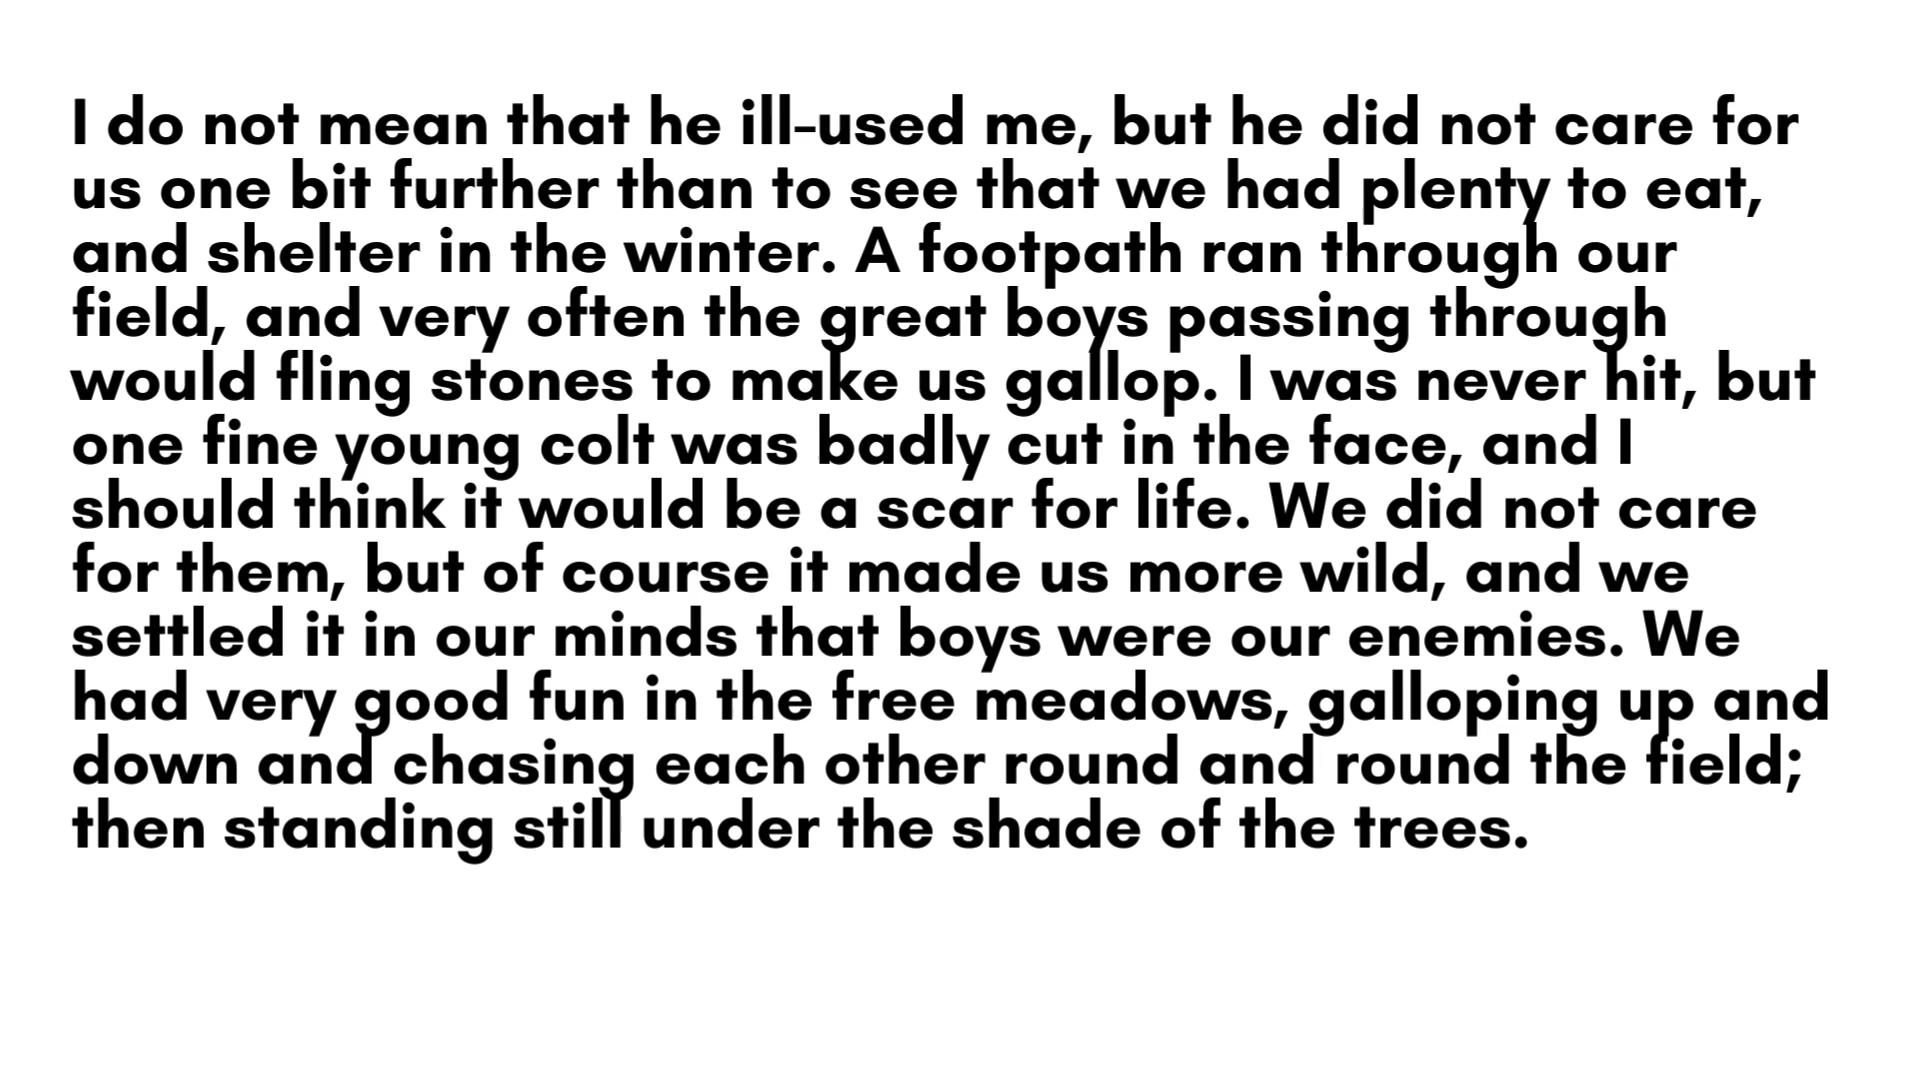 I do not mean that he ill-used me, but he did not care for
us one bit further than to see that we had plenty to eat,
and shelter in the winter. A footpath ran through our
field, and very often the great boys passing through
would fling stones to make us gallop. I was never hit, but
one fine young colt was badly cut in the face, and I
should think it would be a scar for life. We did not care
for them, but of course it made us more wild, and we
settled it in our minds that boys were our enemies. We
had very good fun in the free meadows, galloping up and
down and chasing each other round and round the field;
then standing still under the shade of the trees.